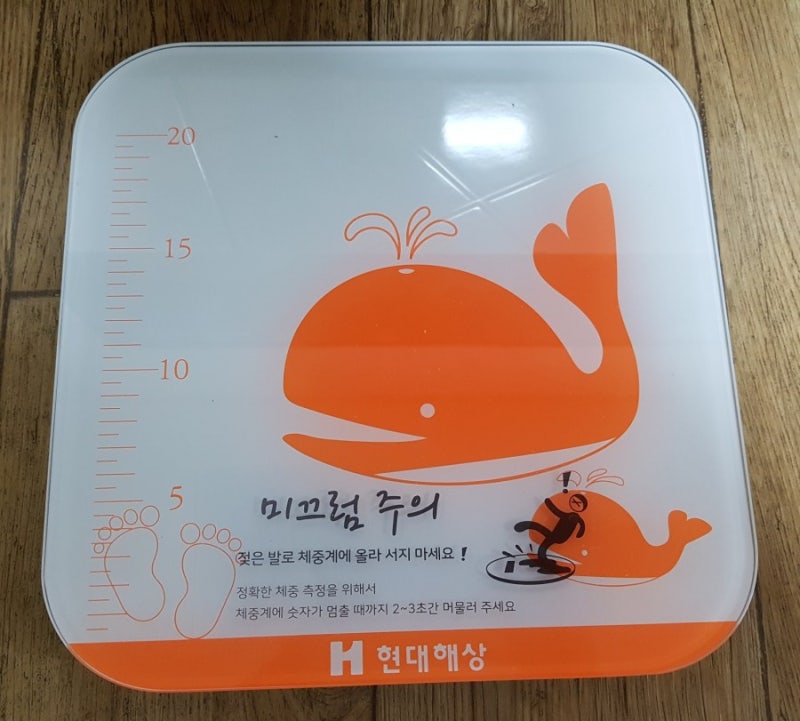 20
15
10
5
미끄럼 주의
젖은 발로 체중계에 올라 서지 마세요!
정확한 체중 측정을 위해서
체중계에 숫자가 멈출 때까지 2~3초간 머물러 주세요
H 현대해상